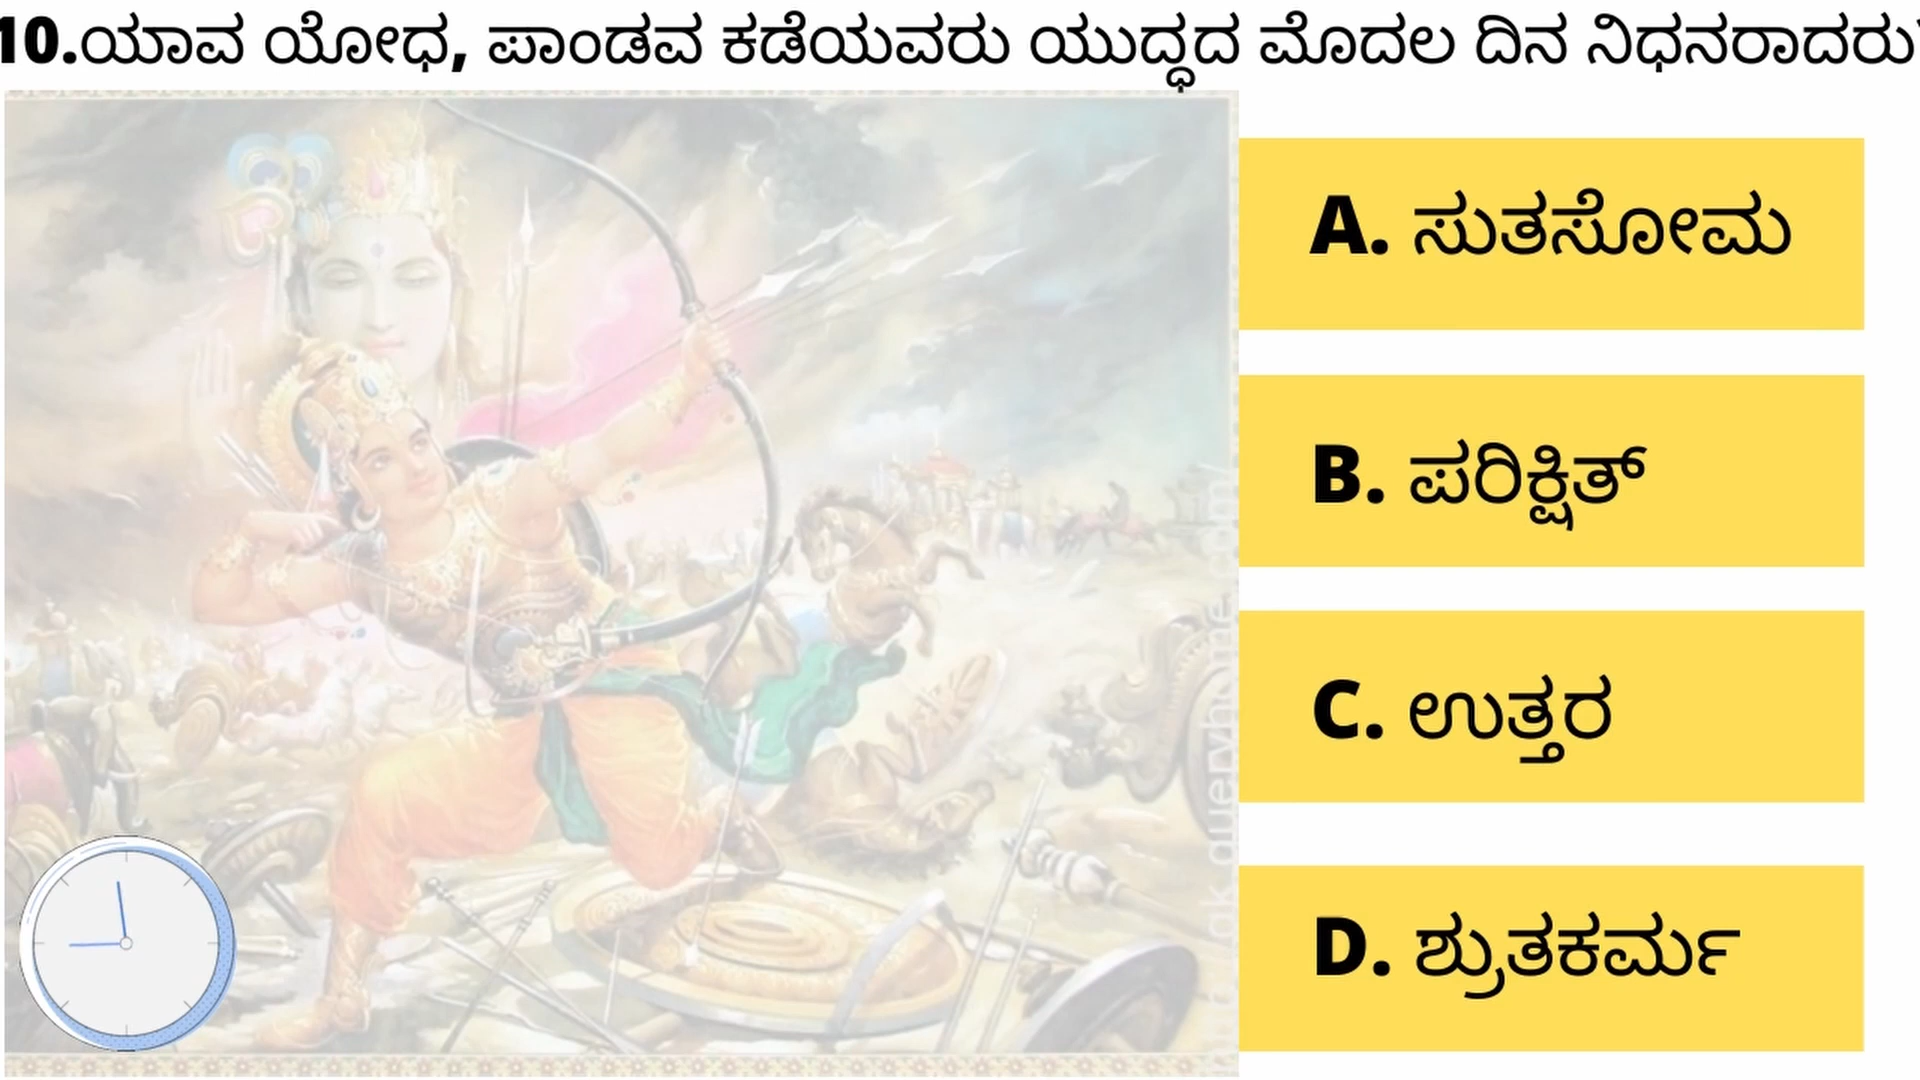 10.ಯಾವ ಯೋಧ, ಪಾಂಡವ ಕಡೆಯವರು ಯುದ್ಧದ ಮೊದಲ ದಿನ ನಿಧನರಾದರು
A. ಸುತಸೋಮ
B. ಪರಿಕ್ಷಿತ್
C. ಉತ್ತರ
D. ಶ್ರುತಕರ್ಮ